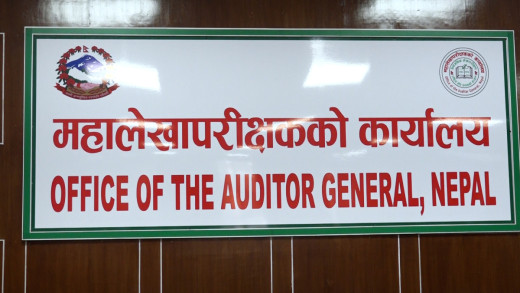 महालेखापरीक्षकको कार्यालय
OFFICE OF THE AUDITOR GENERAL, NEPAL